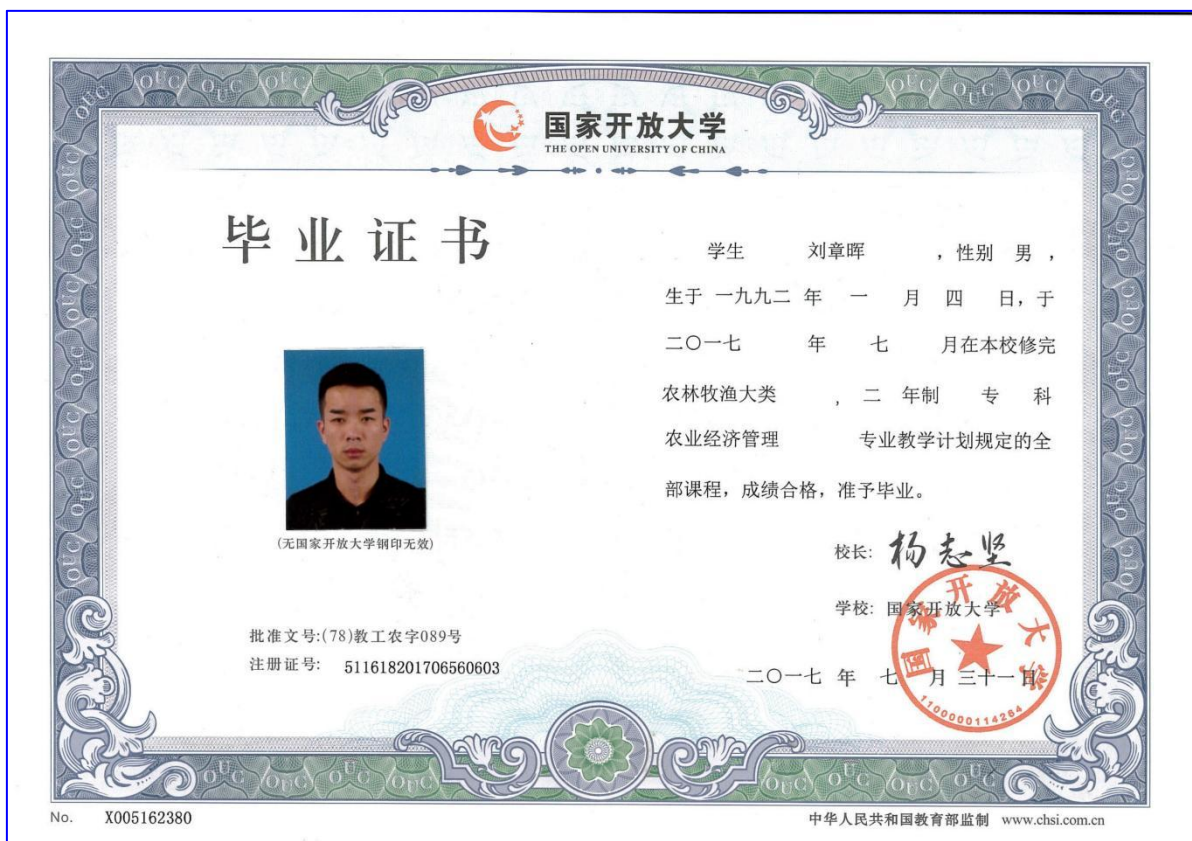 国家开放大学
THE OPEN UNIVERSITY OF CHINA
毕业证书
学生 刘章晖 ，性别 男 ，
生于 一九九二 年 一 月 四 日，于
二〇一七 年 七 月在本校修完
农林牧渔大类 ，二 年制 专 科
农业经济管理 专业教学计划规定的全
部课程，成绩合格，准予毕业。
(无国家开放大学钢印无效)
校长: 杨志坚
学校: 国家开放大学
国家开放大学
1100000114264
二〇一七 年 七 月 三十一 日
批准文号:(78)教工农字089号
注册证号: 511618201706560603
No. X005162380
中华人民共和国教育部监制 www.chsi.com.cn
OUC